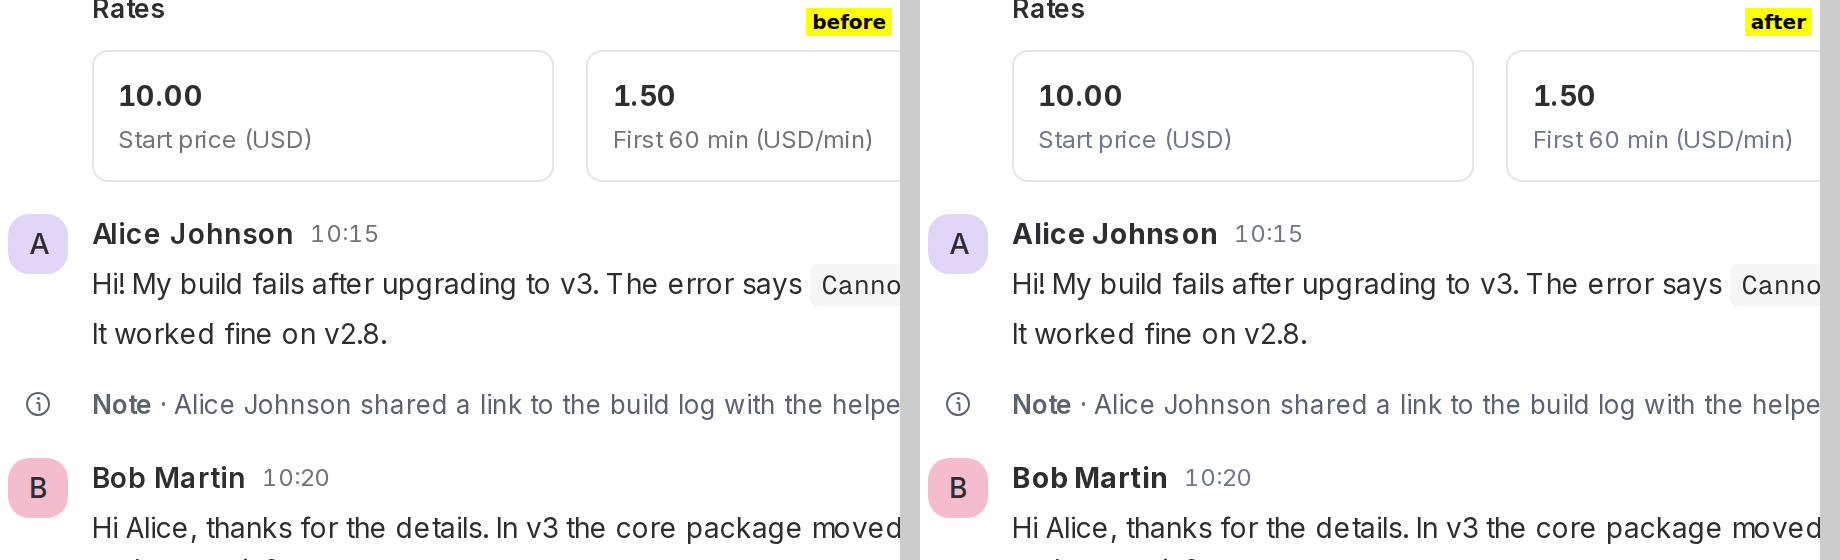 Rates
before
10.00
Start price (USD)
1.50
First 60 min (USD/min)
A
Alice Johnson 10:15
Hi! My build fails after upgrading to v3. The error says Canno
It worked fine on v2.8.
Note · Alice Johnson shared a link to the build log with the helpe
B
Bob Martin 10:20
Hi Alice, thanks for the details. In v3 the core package moved
Rates
after
10.00
Start price (USD)
1.50
First 60 min (USD/min)
A
Alice Johnson 10:15
Hi! My build fails after upgrading to v3. The error says Canno
It worked fine on v2.8.
Note · Alice Johnson shared a link to the build log with the helpe
B
Bob Martin 10:20
Hi Alice, thanks for the details. In v3 the core package moved